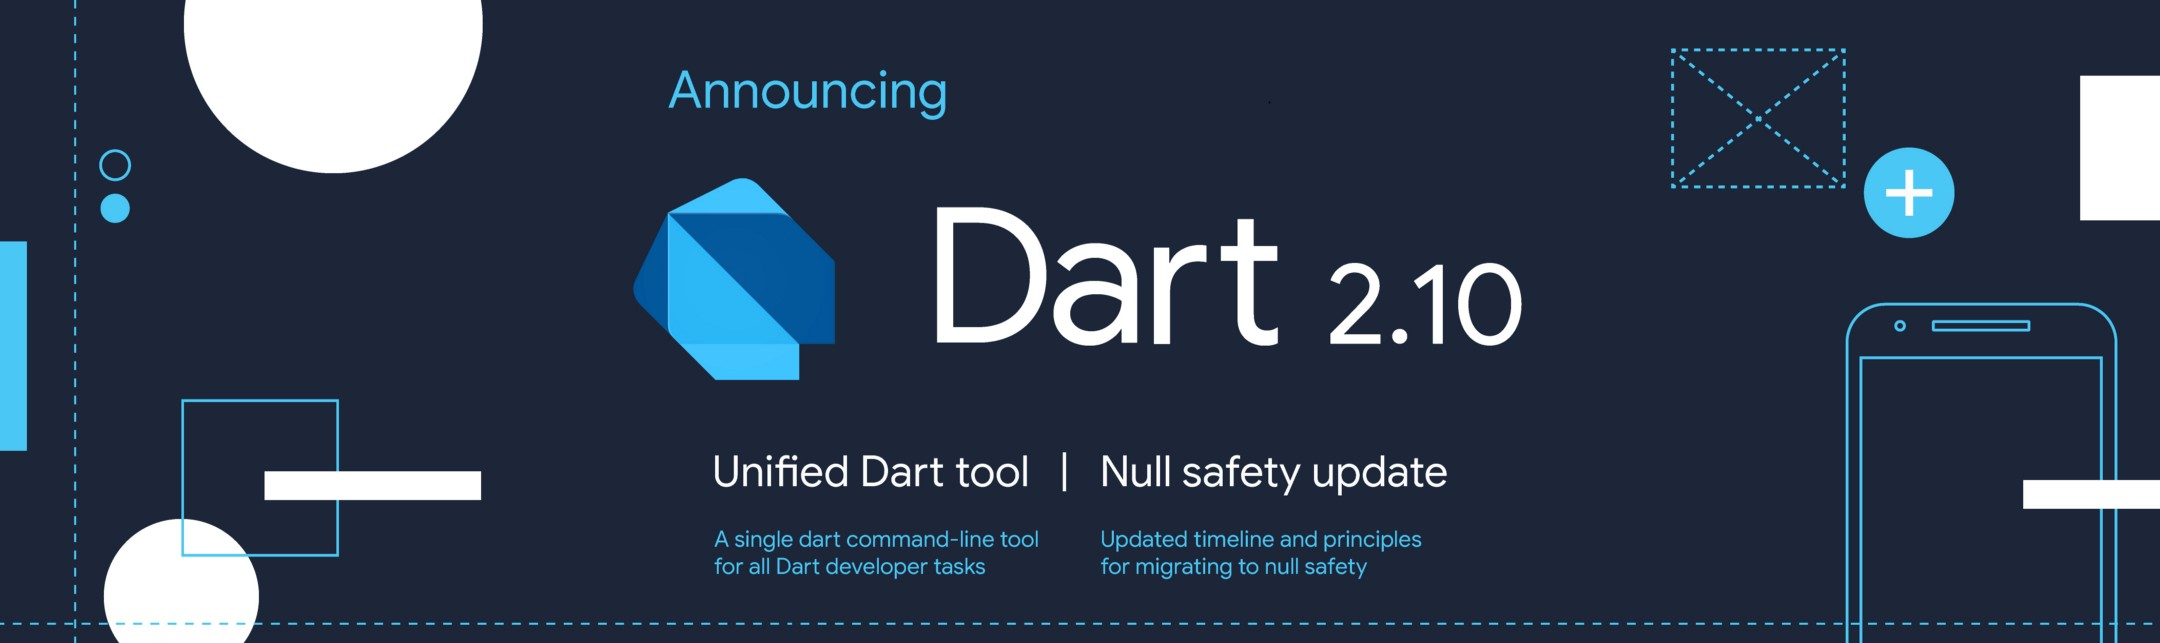 Announcing
Dart 2.10
Unified Dart tool | Null safety update
A single dart command-line tool
for all Dart developer tasks
Updated timeline and principles
for migrating to null safety